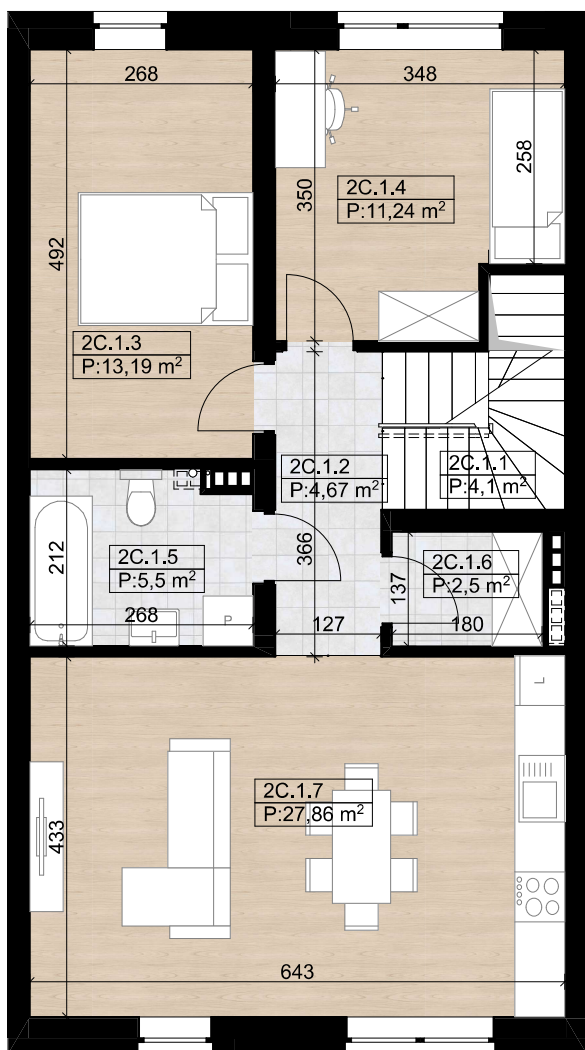 268
348
258
350
2C.1.4
P:11,24 m²
492
2C.1.3
P:13,19 m²
2C.1.2
P:4,67 m²
2C.1.1
P:4,1 m²
212
2C.1.5
P:5,5 m²
366
2C.1.6
P:2,5 m²
137
268
P
127
180
L
2C.1.7
P:27,86 m²
433
643